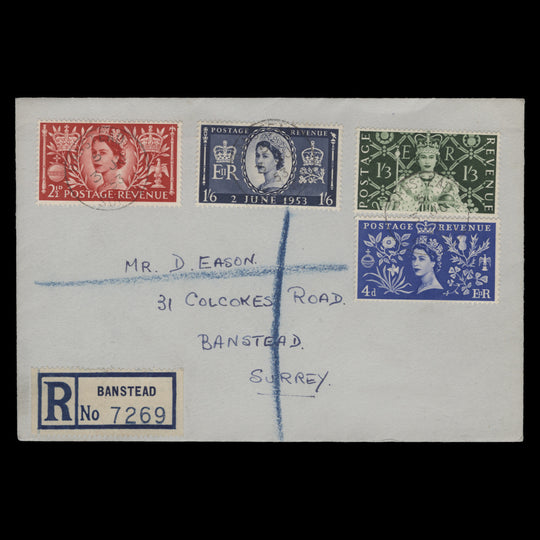 2½D POSTAGE REVENUE
POSTAGE REVENUE
E R
1/6 1/6
2 JUNE 1953
POSTAGE REVENUE
E R
1/3 1/3
POSTAGE REVENUE
4d E R
MR. D EASON.
31 COLCOKES ROAD.
BANSTEAD.
SURREY.
R BANSTEAD
No 7269